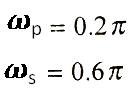 ωp = 0.2π
ωs = 0.6π